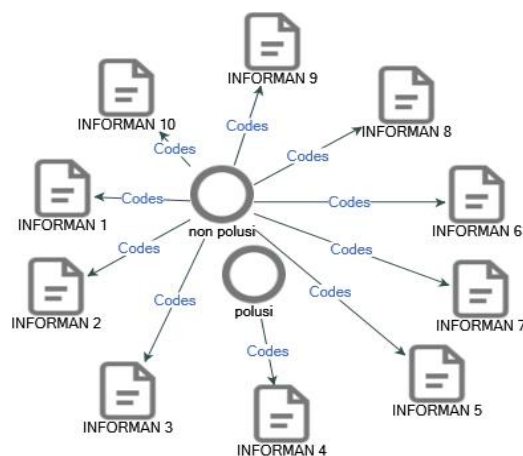 INFORMAN 9
Codes
INFORMAN 10
Codes
INFORMAN 8
Codes
Codes
INFORMAN 1
Codes
Codes
INFORMAN 6
non polusi
Codes
Codes
INFORMAN 2
Codes
Codes
INFORMAN 7
polusi
Codes
INFORMAN 3
INFORMAN 5
INFORMAN 4